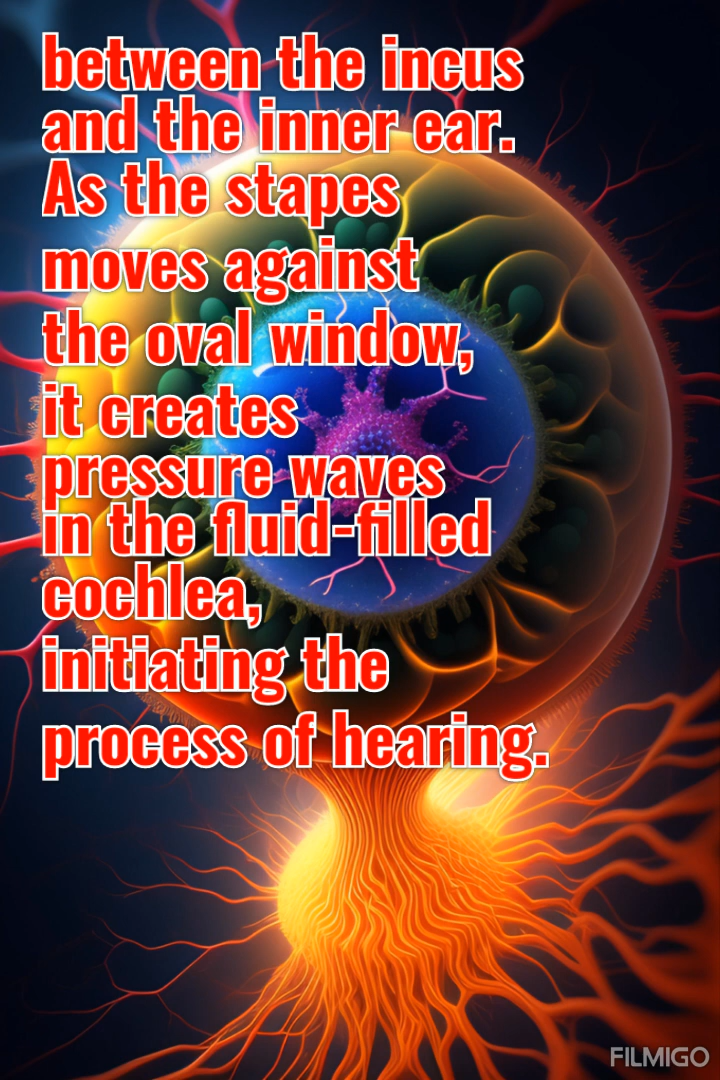 between the incus
and the inner ear.
As the stapes
moves against
the oval window,
it creates
pressure waves
in the fluid-filled
cochlea,
initiating the
process of hearing.
FILMIGO